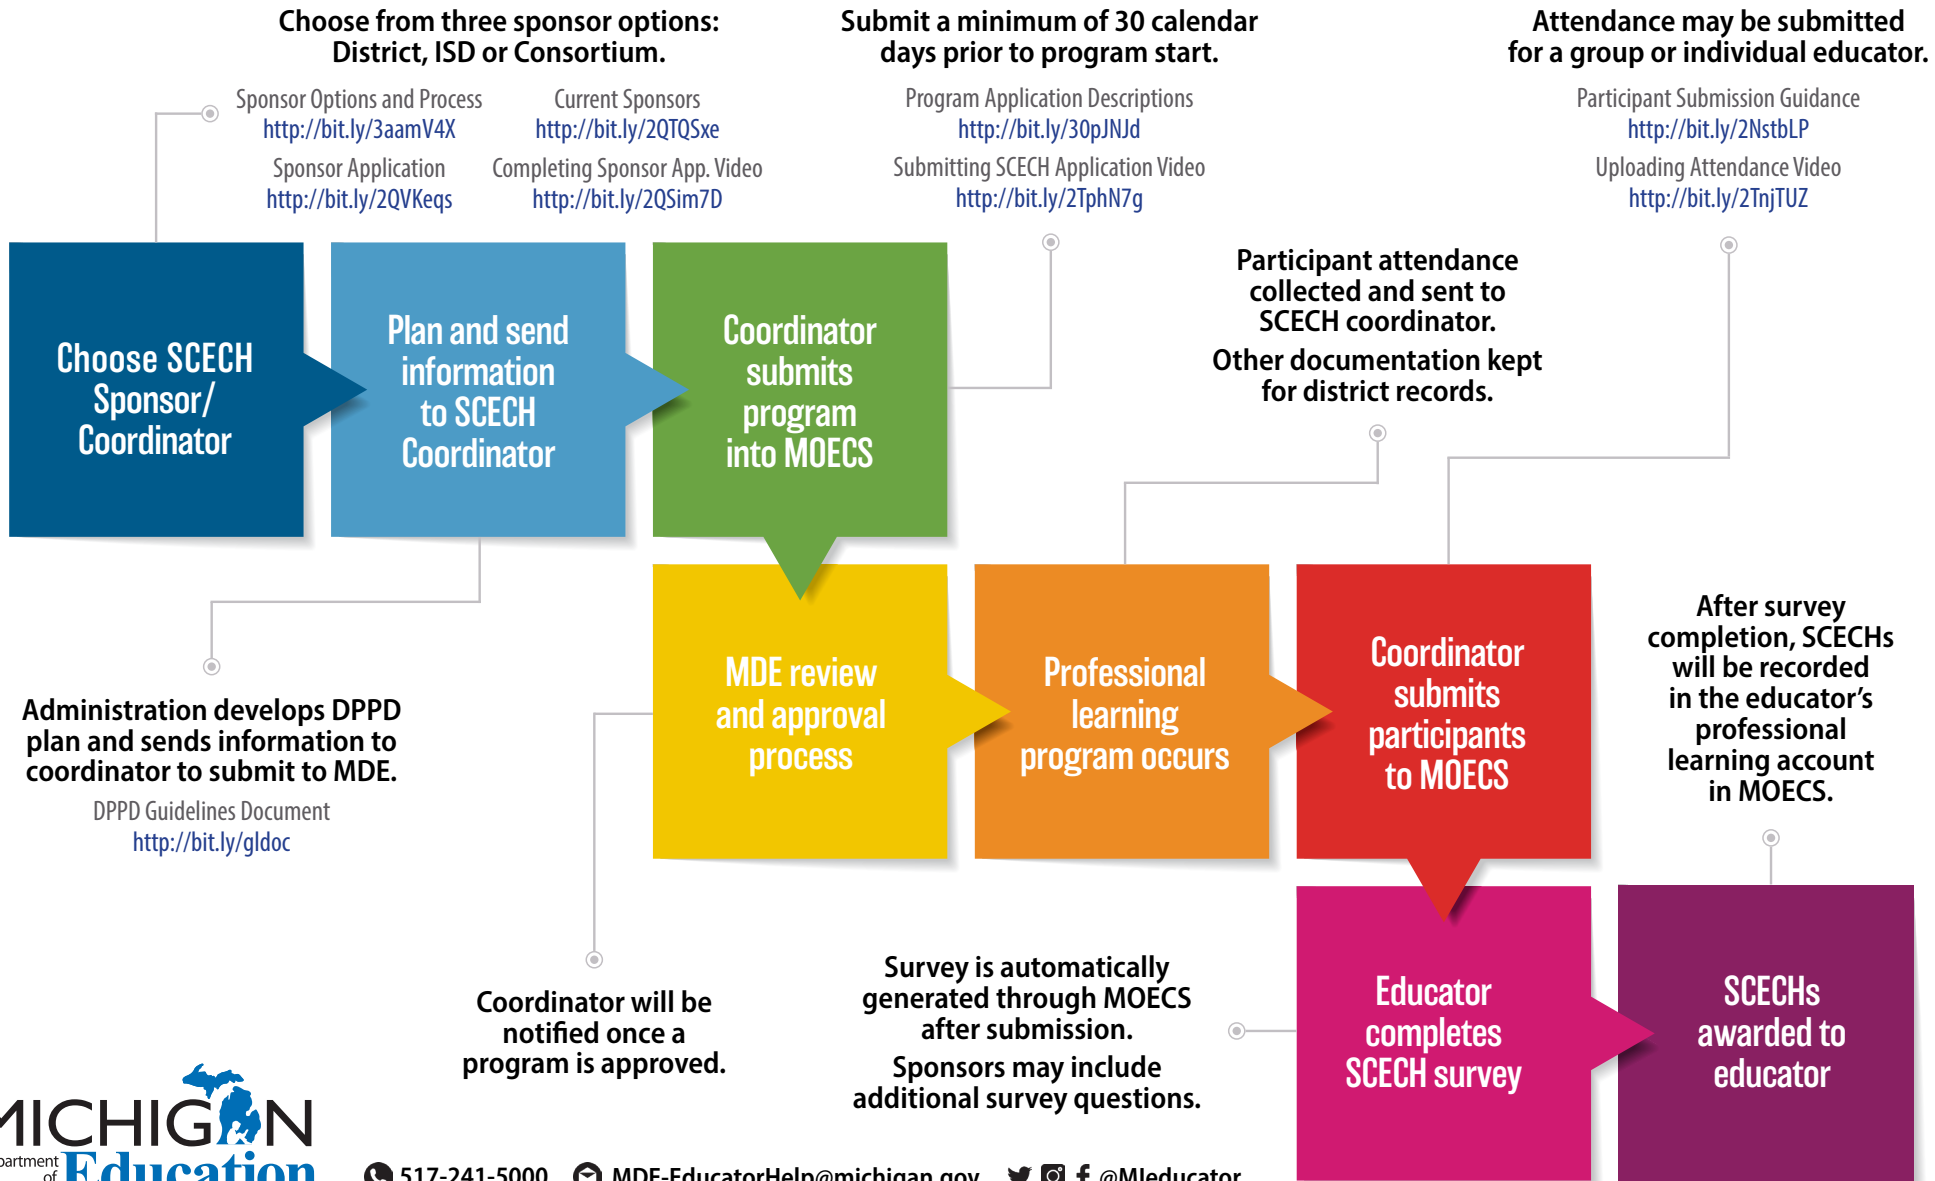 Choose from three sponsor options:
District, ISD or Consortium.
Sponsor Options and Process
http://bit.ly/3aamV4X
Current Sponsors
http://bit.ly/2QTQSxe
Sponsor Application
http://bit.ly/2QVKeqs
Completing Sponsor App. Video
http://bit.ly/2QSim7D
Submit a minimum of 30 calendar
days prior to program start.
Program Application Descriptions
http://bit.ly/30pJNJd
Submitting SCECH Application Video
http://bit.ly/2TphN7g
Attendance may be submitted
for a group or individual educator.
Participant Submission Guidance
http://bit.ly/2NstbLP
Uploading Attendance Video
http://bit.ly/2TnjTUZ
Choose SCECH
Sponsor/
Coordinator
Plan and send
information
to SCECH
Coordinator
Coordinator
submits
program
into MOECS
Participant attendance
collected and sent to
SCECH coordinator.
Other documentation kept
for district records.
Administration develops DPPD
plan and sends information to
coordinator to submit to MDE.
DPPD Guidelines Document
http://bit.ly/gldoc
MDE review
and approval
process
Professional
learning
program occurs
Coordinator
submits
participants
to MOECS
After survey
completion, SCECHs
will be recorded
in the educator's
professional
learning account
in MOECS.
Coordinator will be
notified once a
program is approved.
Survey is automatically
generated through MOECS
after submission.
Sponsors may include
additional survey questions.
Educator
completes
SCECH survey
SCECHs
awarded to
educator
MICHIGAN
partment
of
Education
517-241-5000 MDE-EducatorHelp@michigan.gov @MIeducator